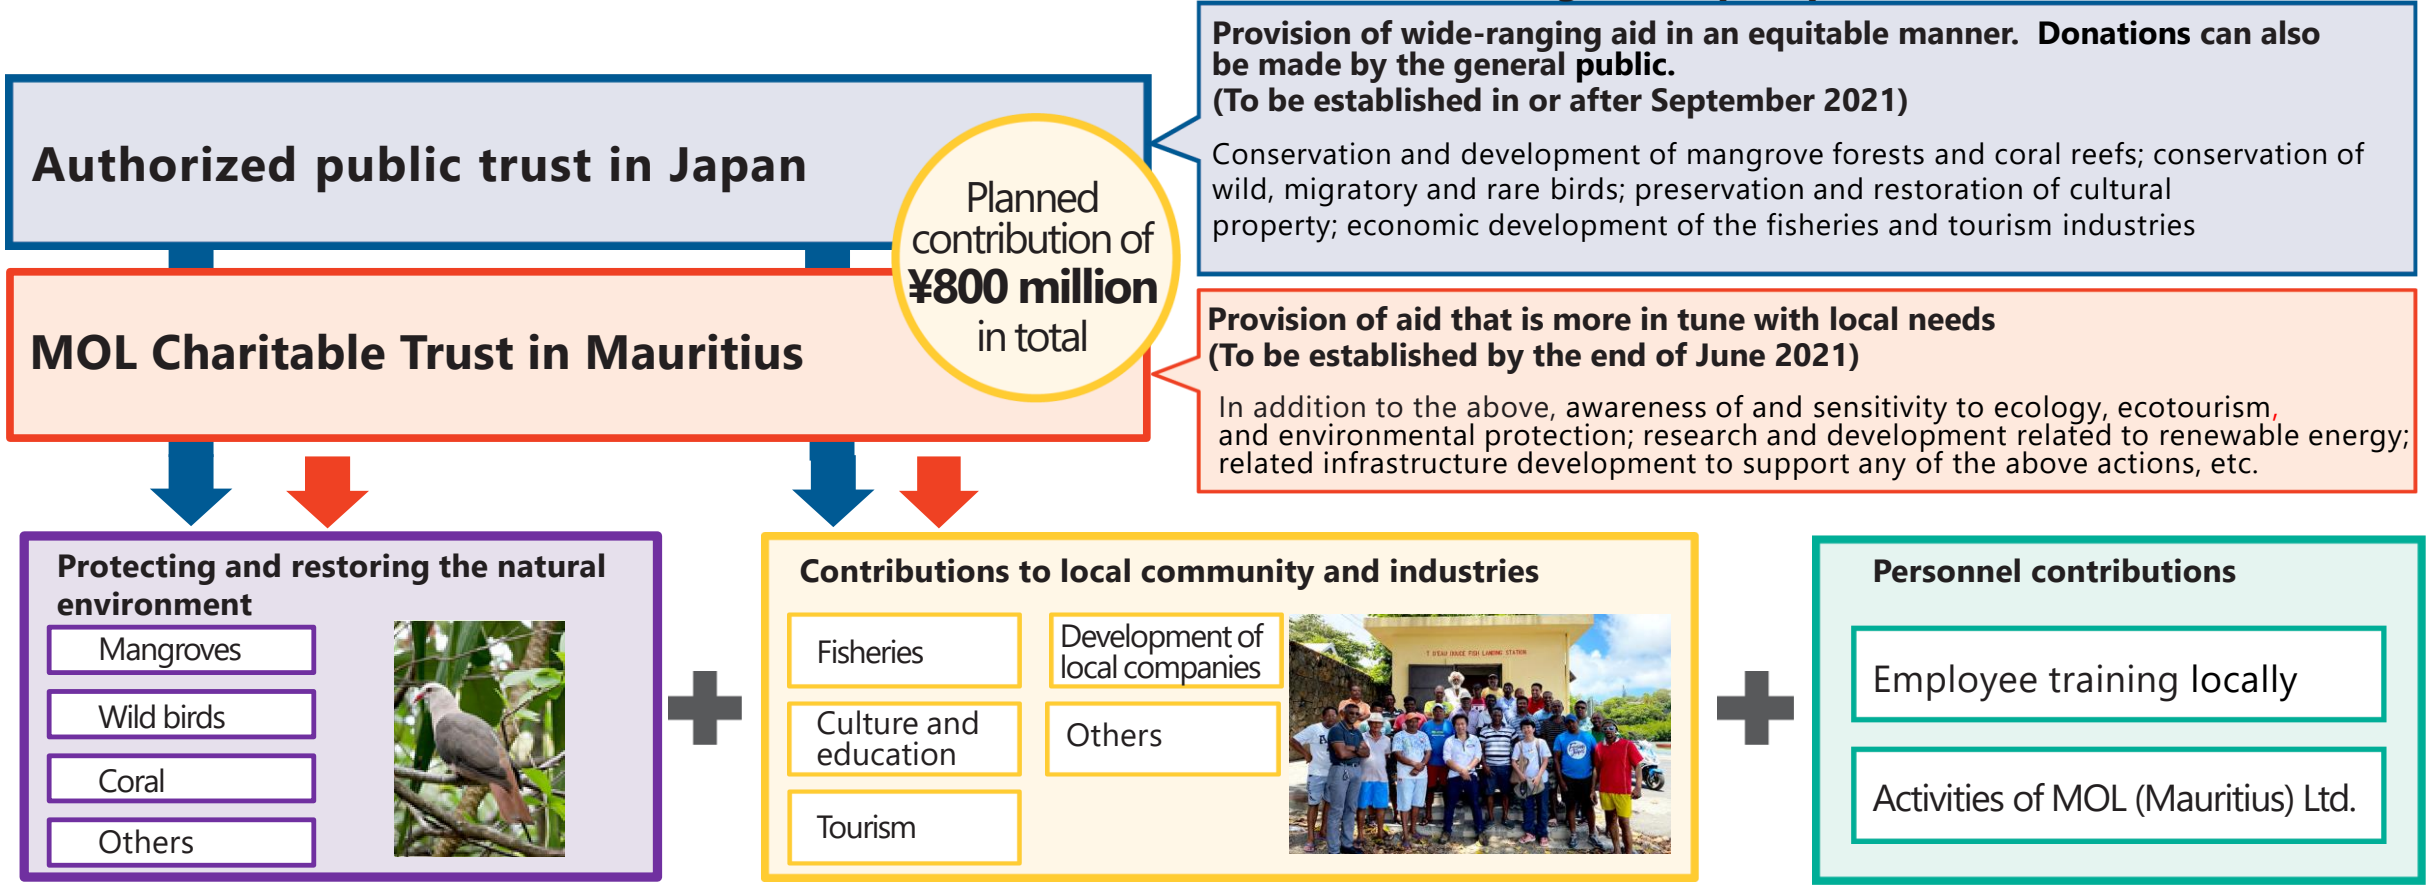 Provision of wide-ranging aid in an equitable manner. Donations can also
be made by the general public.
(To be established in or after September 2021)
Conservation and development of mangrove forests and coral reefs; conservation of
wild, migratory and rare birds; preservation and restoration of cultural
property; economic development of the fisheries and tourism industries
Authorized public trust in Japan
Planned
contribution of
¥800 million
in total
MOL Charitable Trust in Mauritius
Provision of aid that is more in tune with local needs
(To be established by the end of June 2021)
In addition to the above, awareness of and sensitivity to ecology, ecotourism,
and environmental protection; research and development related to renewable energy;
related infrastructure development to support any of the above actions, etc.
Protecting and restoring the natural
environment
Mangroves
Wild birds
Coral
Others
Contributions to local community and industries
Fisheries
Development of
local companies
Culture and
education
Others
Tourism
FISH LANDING STATION
Personnel contributions
Employee training locally
Activities of MOL (Mauritius) Ltd.